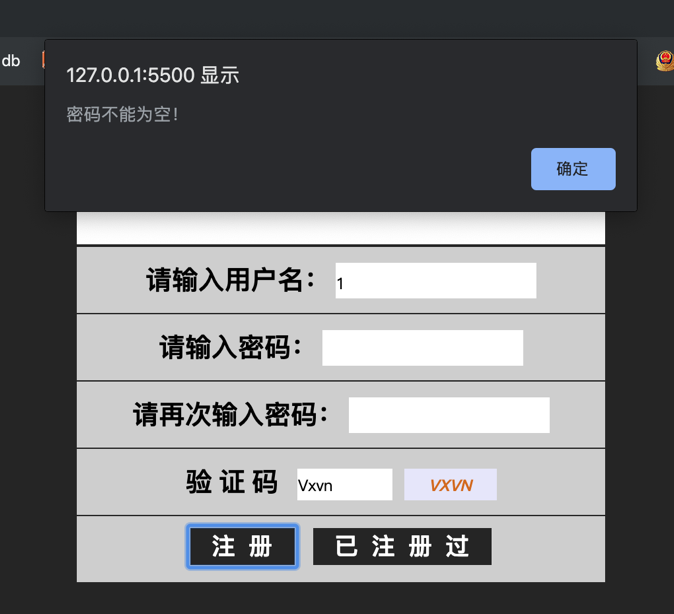 db
127.0.0.1:5500 显示
密码不能为空！
确定
请输入用户名： 1
请输入密码：
请再次输入密码：
验 证 码 Vxvn VXVN
注 册 已 注 册 过